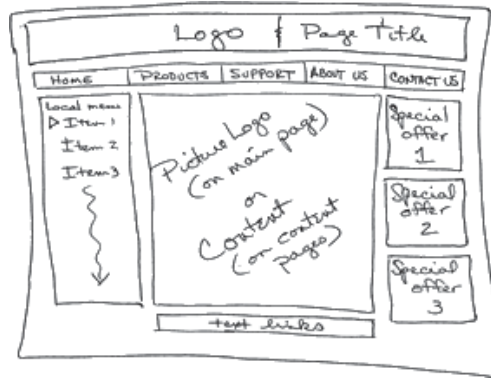 Logo & Page Title
HOME PRODUCTS SUPPORT ABOUT US CONTACT US
Local menu
Item 1
Item 2
Item 3
Picture Logo
(on main page)
or
Content
(on content
pages)
Special
offer
1
Special
offer
2
Special
offer
3
text links